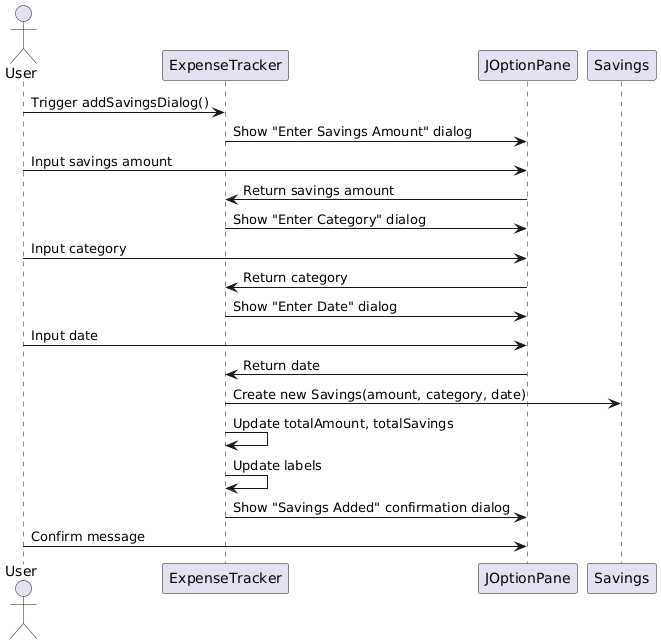 User
ExpenseTracker
JOptionPane
Savings
Trigger addSavingsDialog()
Show "Enter Savings Amount" dialog
Input savings amount
Return savings amount
Show "Enter Category" dialog
Input category
Return category
Show "Enter Date" dialog
Input date
Return date
Create new Savings(amount, category, date)
Update totalAmount, totalSavings
Update labels
Show "Savings Added" confirmation dialog
Confirm message
User
ExpenseTracker
JOptionPane
Savings